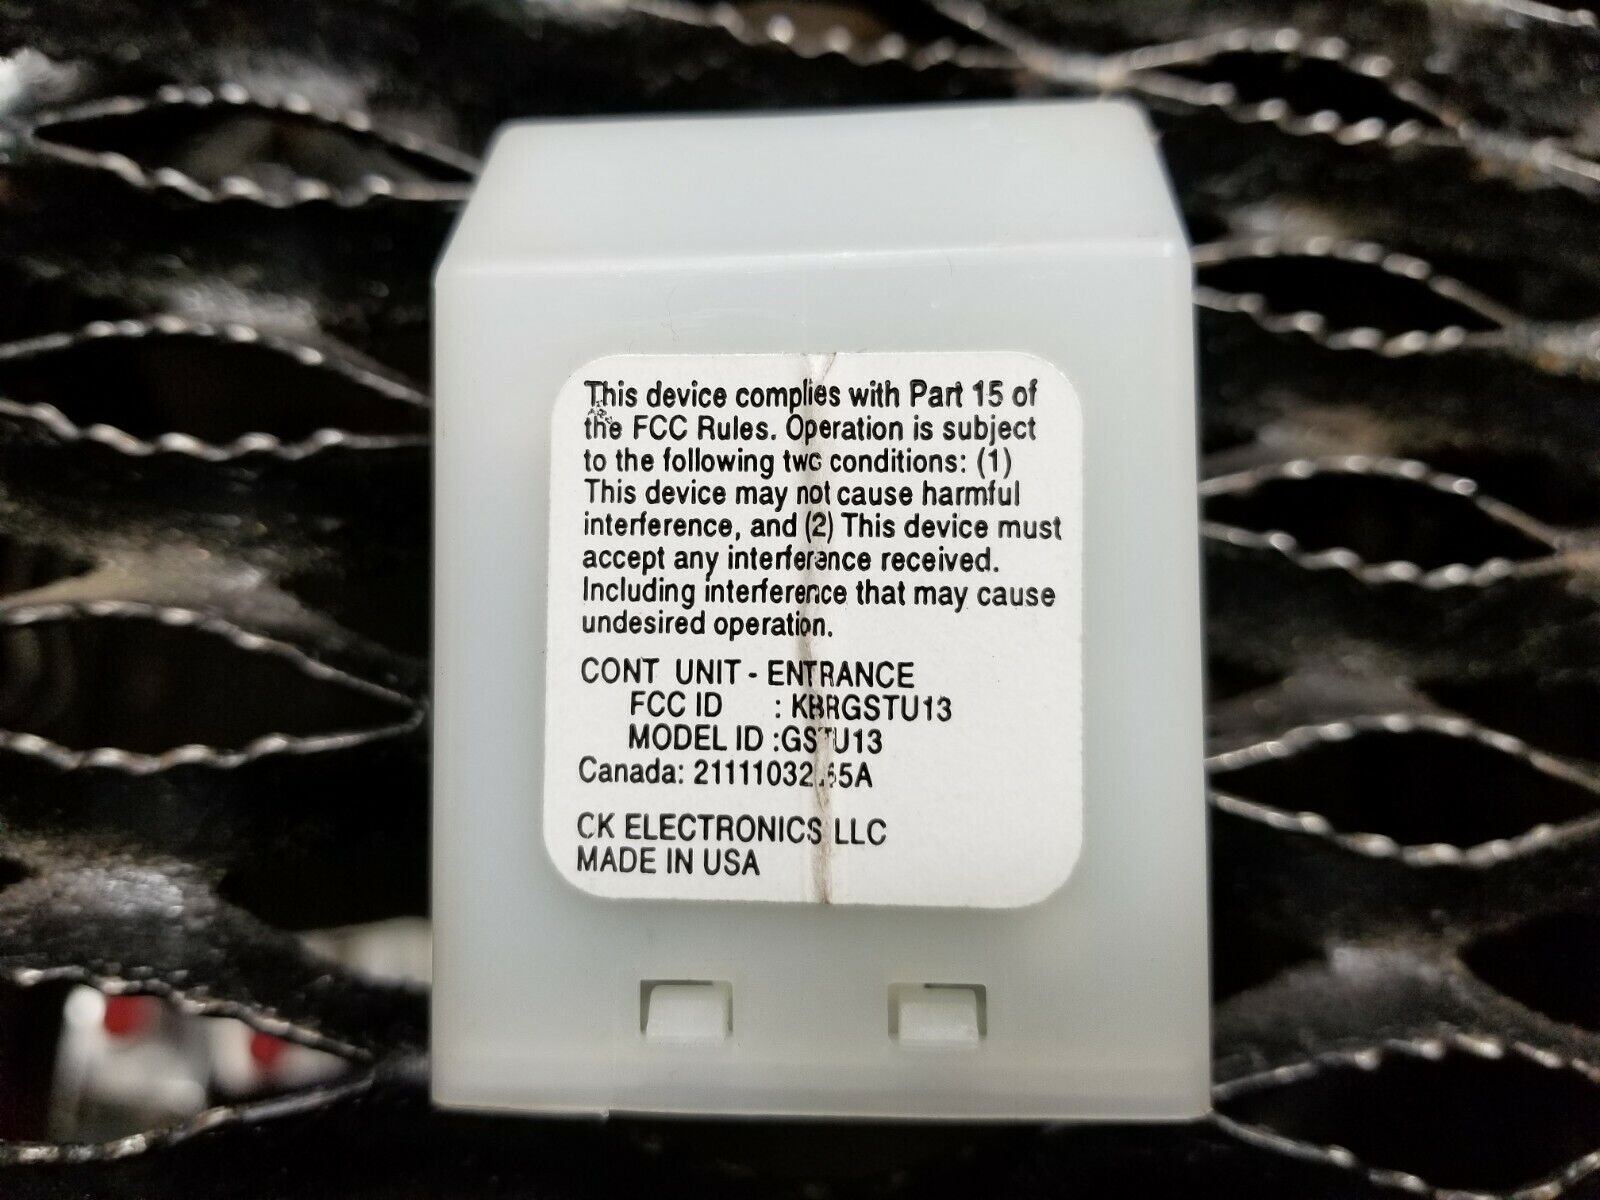 This device complies with Part 15 of
the FCC Rules. Operation is subject
to the following two conditions: (1)
This device may not cause harmful
interference, and (2) This device must
accept any interference received.
Including interference that may cause
undesired operation.
CONT UNIT - ENTRANCE
FCC ID : KBRGSTU13
MODEL ID :GSTU13
Canada:
CK ELECTRONICS LLC
MADE IN USA